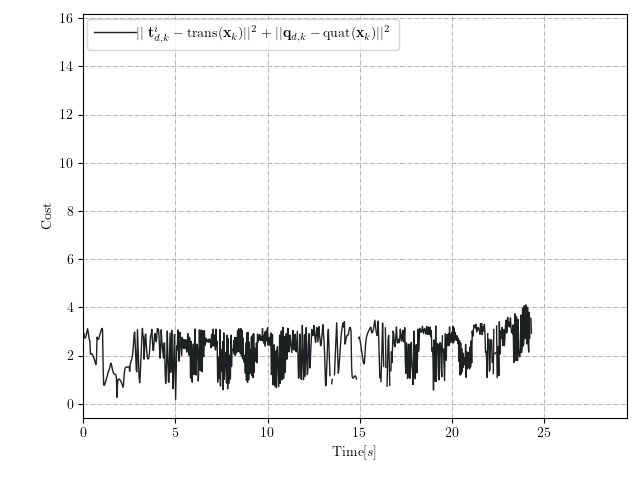 || t^i_{d,k} − trans(x_k)||² + ||q_{d,k} − quat(x_k)||²
16
14
12
10
8
6
4
2
0
Cost
0 5 10 15 20 25
Time[s]